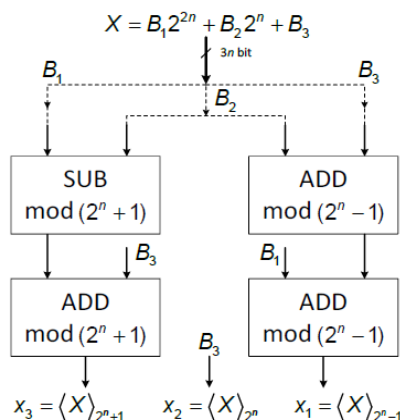 X = B₁2²ⁿ + B₂2ⁿ + B₃
3n bit
B₁
B₃
B₂
SUB
mod (2ⁿ + 1)
ADD
mod (2ⁿ − 1)
B₃
B₁
ADD
mod (2ⁿ + 1)
B₃
ADD
mod (2ⁿ − 1)
x₃ = ⟨X⟩₂ⁿ₊₁
x₂ = ⟨X⟩₂ⁿ
x₁ = ⟨X⟩₂ⁿ₋₁